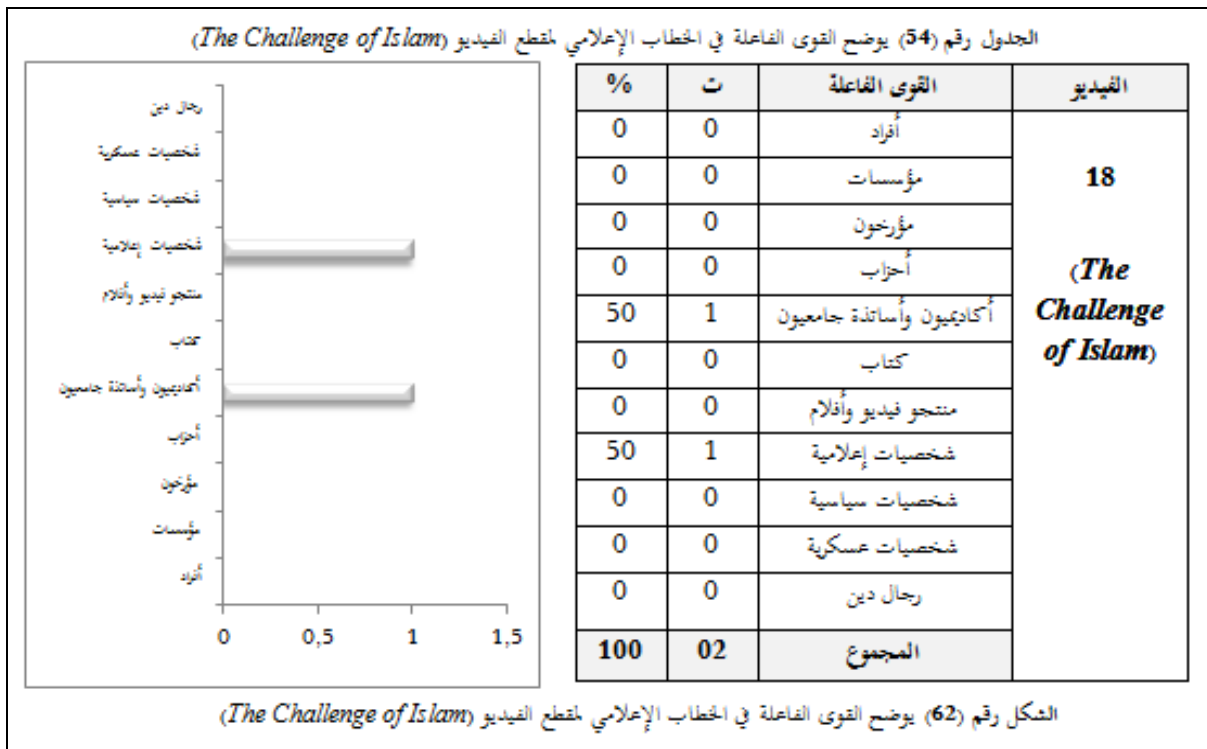 الجدول رقم (54) يوضح القوى الفاعلة في الخطاب الإعلامي لمقطع الفيديو (The Challenge of Islam)
الفيديو القوى الفاعلة ت %
18
(The
Challenge
of Islam)
أفراد 0 0
مؤسسات 0 0
مؤرخون 0 0
أحزاب 0 0
أكاديميون وأساتذة جامعيون 1 50
كتاب 0 0
منتجو فيديو وأفلام 0 0
شخصيات إعلامية 1 50
شخصيات سياسية 0 0
شخصيات عسكرية 0 0
رجال دين 0 0
المجموع 02 100
رجال دين
شخصيات عسكرية
شخصيات سياسية
شخصيات إعلامية
منتجو فيديو وأفلام
كتاب
أكاديميون وأساتذة جامعيون
أحزاب
مؤرخون
مؤسسات
أفراد
0 0,5 1 1,5
الشكل رقم (62) يوضح القوى الفاعلة في الخطاب الإعلامي لمقطع الفيديو (The Challenge of Islam)